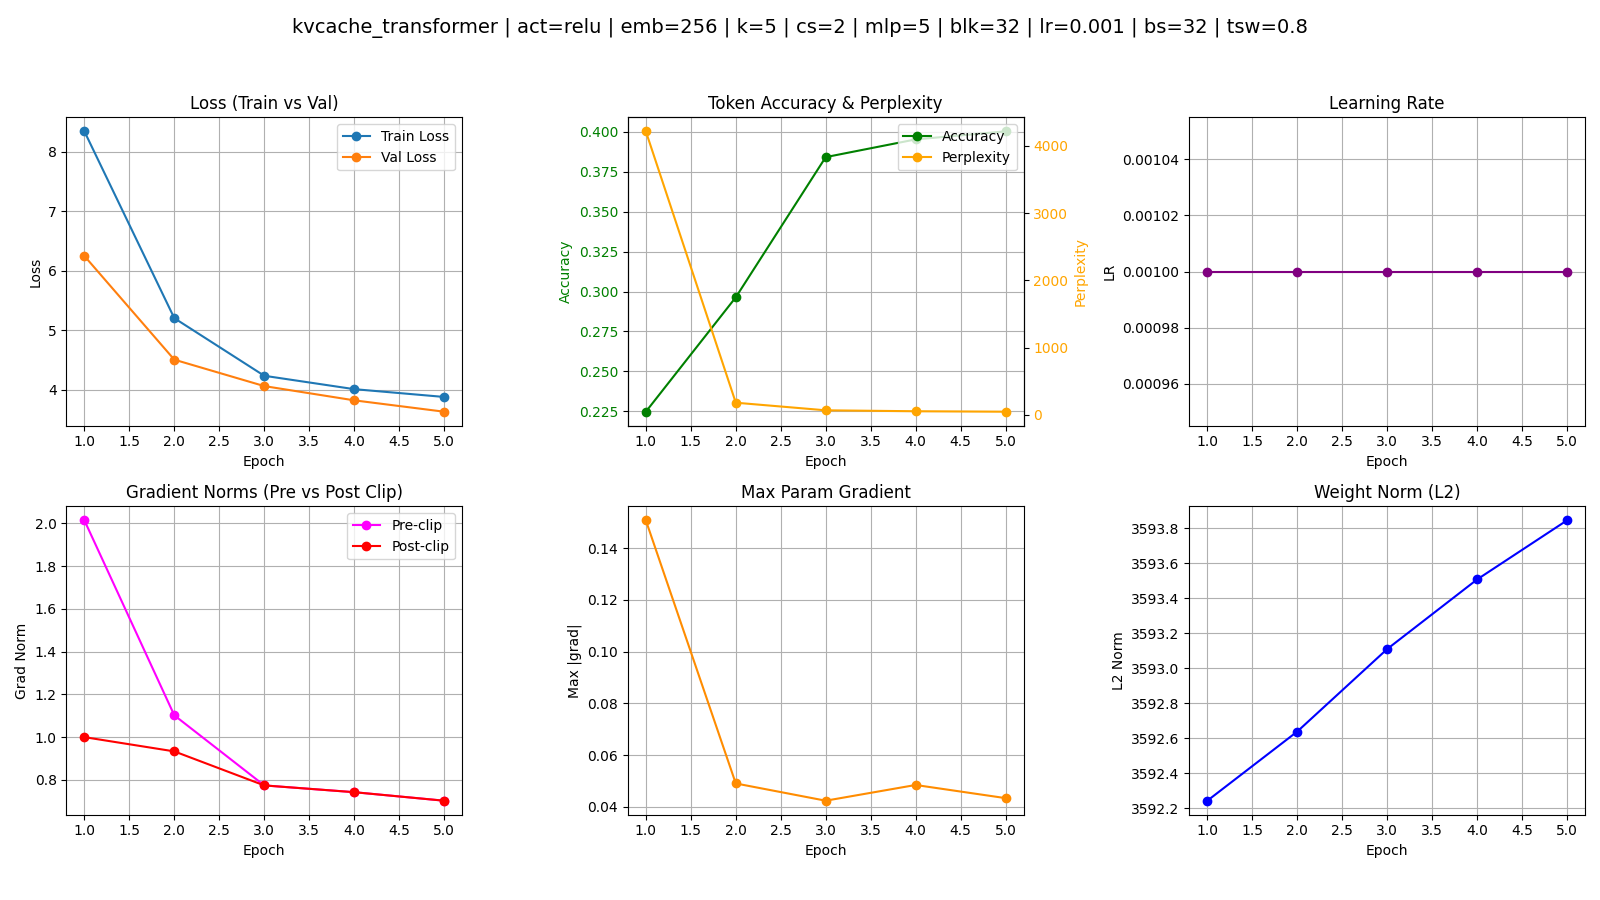 kvcache_transformer | act=relu | emb=256 | k=5 | cs=2 | mlp=5 | blk=32 | lr=0.001 | bs=32 | tsw=0.8
Loss (Train vs Val)
Train Loss
Val Loss
Loss
8
7
6
5
4
1.0 1.5 2.0 2.5 3.0 3.5 4.0 4.5 5.0
Epoch
Token Accuracy & Perplexity
Accuracy
Perplexity
Accuracy
0.400
0.375
0.350
0.325
0.300
0.275
0.250
0.225
4000
3000
2000
1000
0
Perplexity
1.0 1.5 2.0 2.5 3.0 3.5 4.0 4.5 5.0
Epoch
Learning Rate
LR
0.00104
0.00102
0.00100
0.00098
0.00096
1.0 1.5 2.0 2.5 3.0 3.5 4.0 4.5 5.0
Epoch
Gradient Norms (Pre vs Post Clip)
Pre-clip
Post-clip
Grad Norm
2.0
1.8
1.6
1.4
1.2
1.0
0.8
1.0 1.5 2.0 2.5 3.0 3.5 4.0 4.5 5.0
Epoch
Max Param Gradient
Max |grad|
0.14
0.12
0.10
0.08
0.06
0.04
1.0 1.5 2.0 2.5 3.0 3.5 4.0 4.5 5.0
Epoch
Weight Norm (L2)
L2 Norm
3593.8
3593.6
3593.4
3593.2
3593.0
3592.8
3592.6
3592.4
3592.2
1.0 1.5 2.0 2.5 3.0 3.5 4.0 4.5 5.0
Epoch